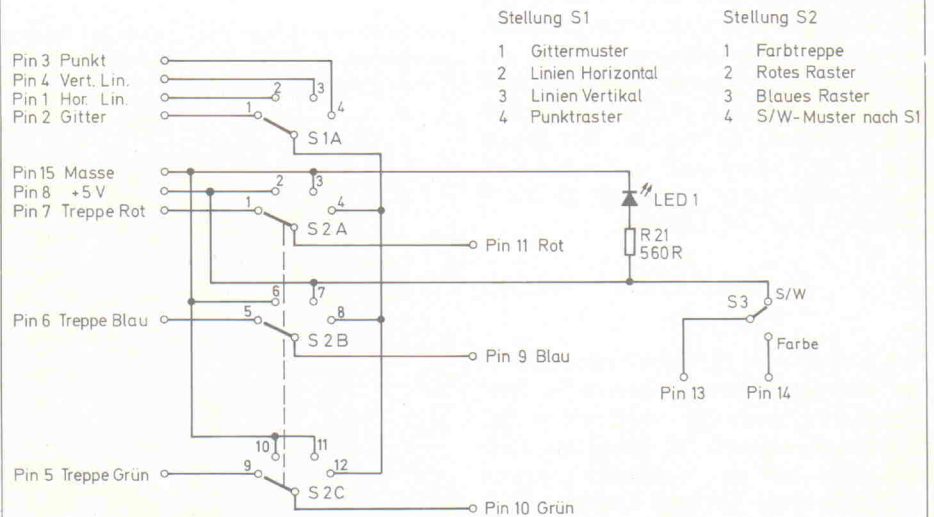 Stellung S1
1 Gittermuster
2 Linien Horizontal
3 Linien Vertikal
4 Punktraster
Stellung S2
1 Farbtreppe
2 Rotes Raster
3 Blaues Raster
4 S/W-Muster nach S1
Pin 3 Punkt
Pin 4 Vert. Lin.
Pin 1 Hor. Lin.
Pin 2 Gitter
1
2
3
4
S1A
Pin 15 Masse
Pin 8 +5V
Pin 7 Treppe Rot
1
2
3
4
S2A
Pin 11 Rot
LED 1
R 21
560R
Pin 6 Treppe Blau
5
6
7
8
S2B
Pin 9 Blau
S3
S/W
Farbe
Pin 13
Pin 14
Pin 5 Treppe Grün
9
10
11
12
S2C
Pin 10 Grün